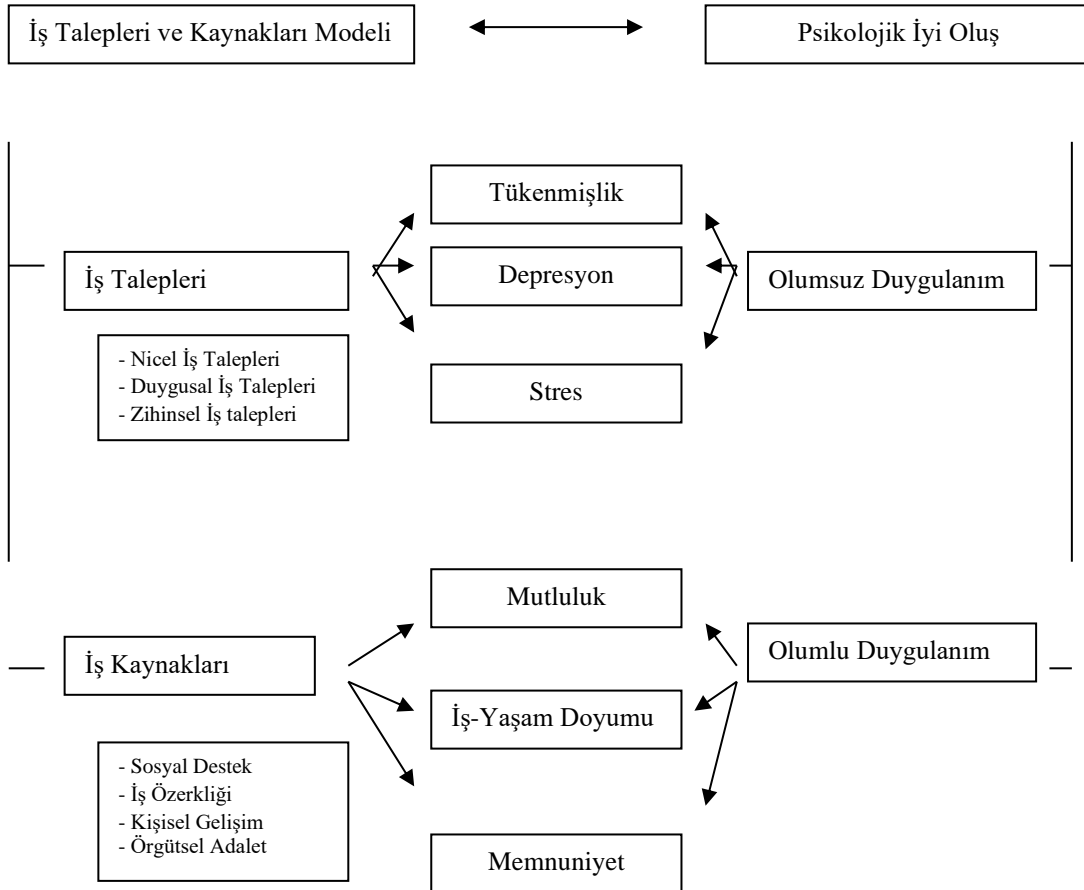 İş Talepleri ve Kaynakları Modeli
Psikolojik İyi Oluş
Tükenmişlik
İş Talepleri
Depresyon
Olumsuz Duygulanım
- Nicel İş Talepleri
- Duygusal İş Talepleri
- Zihinsel İş talepleri
Stres
Mutluluk
İş Kaynakları
Olumlu Duygulanım
İş-Yaşam Doyumu
- Sosyal Destek
- İş Özerkliği
- Kişisel Gelişim
- Örgütsel Adalet
Memnuniyet